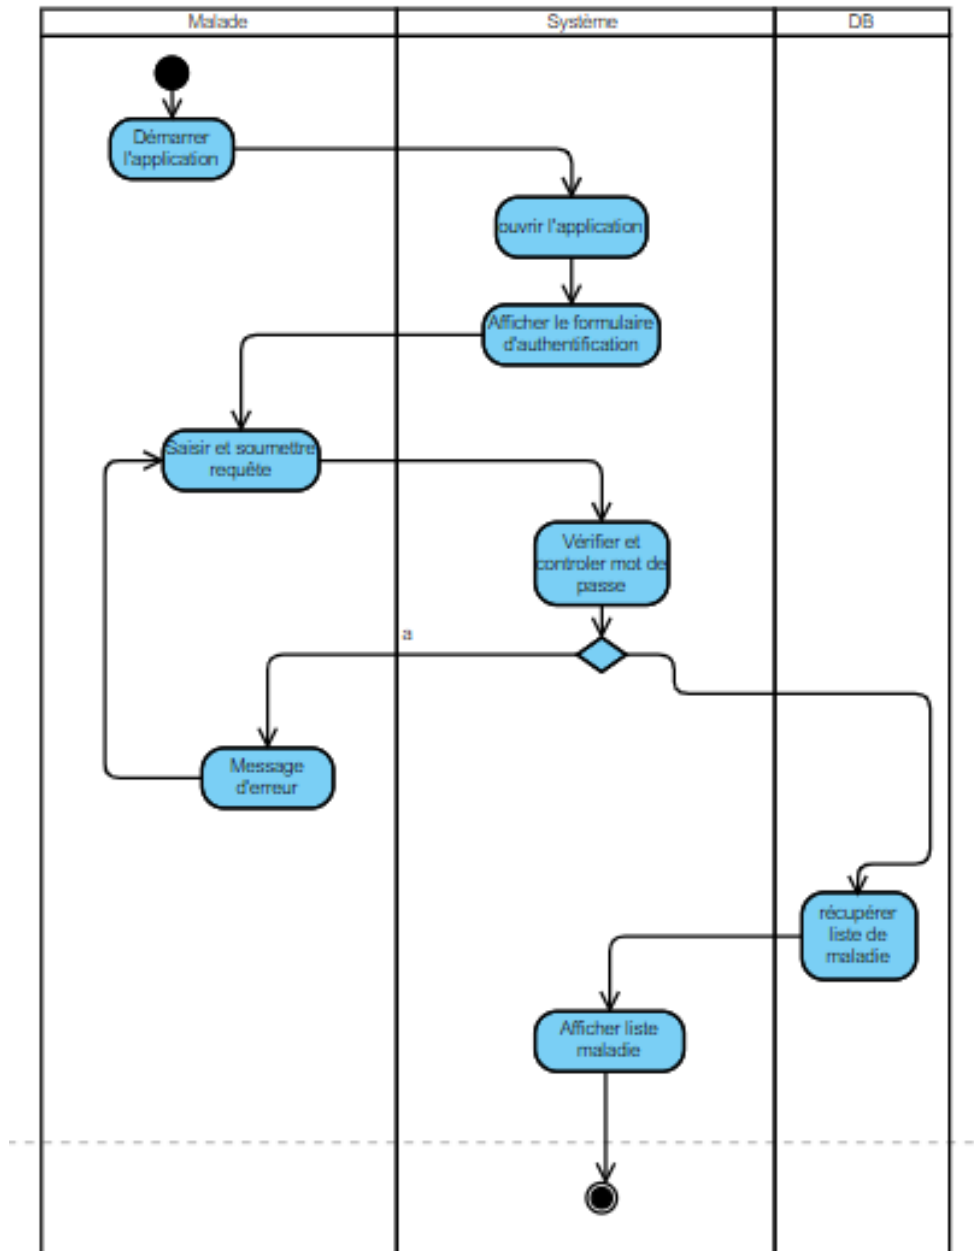 Malade
Système
DB
Démarrer
l'application
ouvrir l'application
Afficher le formulaire
d'authentification
Saisir et soumettre
requête
Vérifier et
controler mot de
passe
a
Message
d'erreur
récupérer
liste de
maladie
Afficher liste
maladie